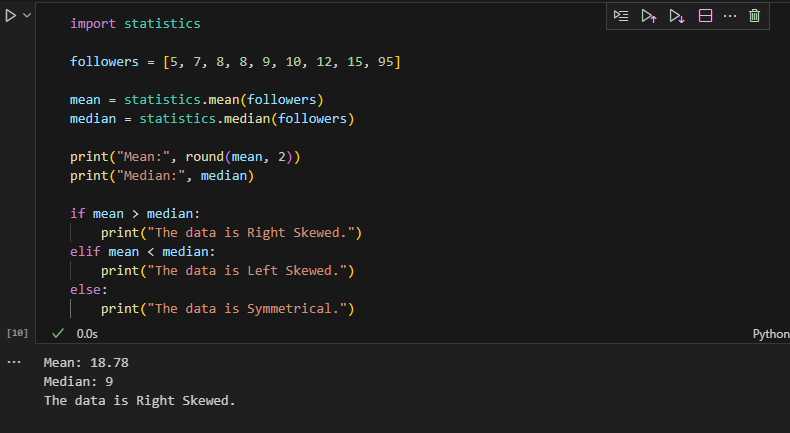 import statistics
followers = [5, 7, 8, 8, 9, 10, 12, 15, 95]
mean = statistics.mean(followers)
median = statistics.median(followers)
print("Mean:", round(mean, 2))
print("Median:", median)
if mean > median:
    print("The data is Right Skewed.")
elif mean < median:
    print("The data is Left Skewed.")
else:
    print("The data is Symmetrical.")
[10] 0.0s Python
Mean: 18.78
Median: 9
The data is Right Skewed.